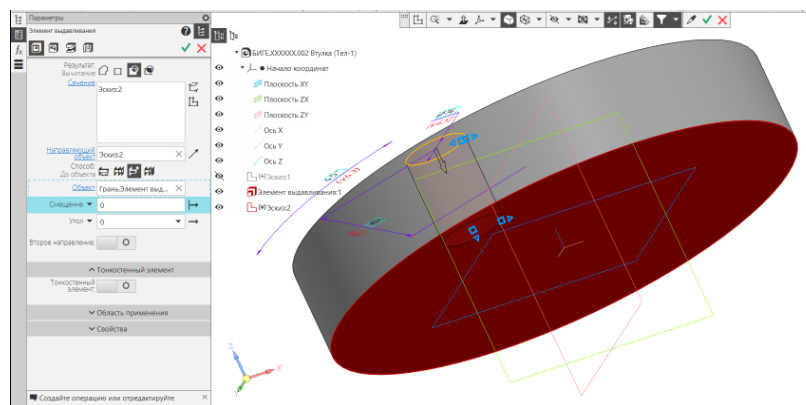 Параметры
Элемент выдавливания
Результат:
Вычитание
Сечение
Эскиз:2
Направляющий
объект
Эскиз:2
Способ:
До объекта
Объект
Грань.Элемент выд...
Смещение
0
Угол
0
Второе направление:
Тонкостенный элемент
Тонкостенный
элемент:
Область применения
Свойства
Создайте операцию или отредактируйте
БИГЕ.XXXXXX.002 Втулка (Тел-1)
Начало координат
Плоскость XY
Плоскость ZX
Плоскость ZY
Ось X
Ось Y
Ось Z
(+)Эскиз:1
Элемент выдавливания:1
(+)Эскиз:2
X